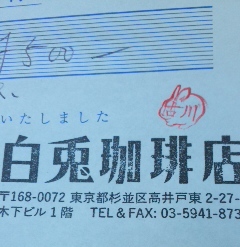 ¥500—
いたしました
白兎珈琲店
〒168-0072 東京都杉並区高井戸東2-27-
木下ビル1階 TEL & FAX: 03-5941-873